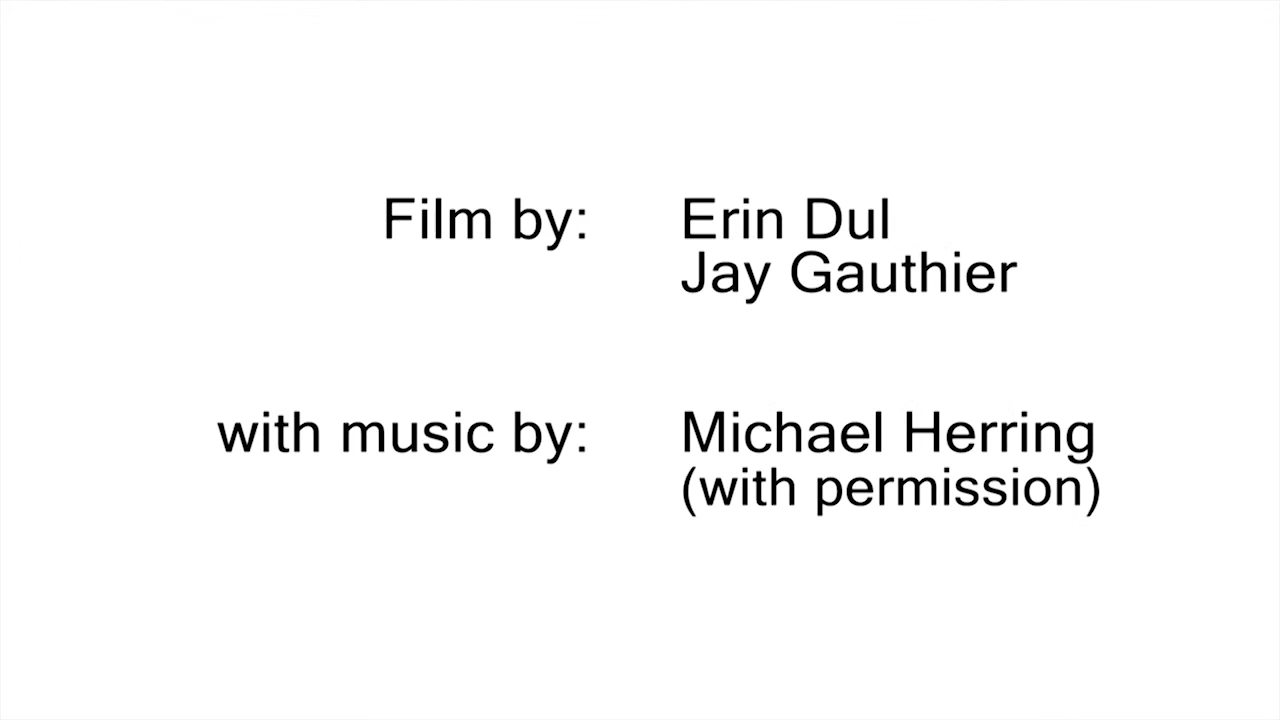 Film by: Erin Dul
Jay Gauthier
with music by: Michael Herring
(with permission)